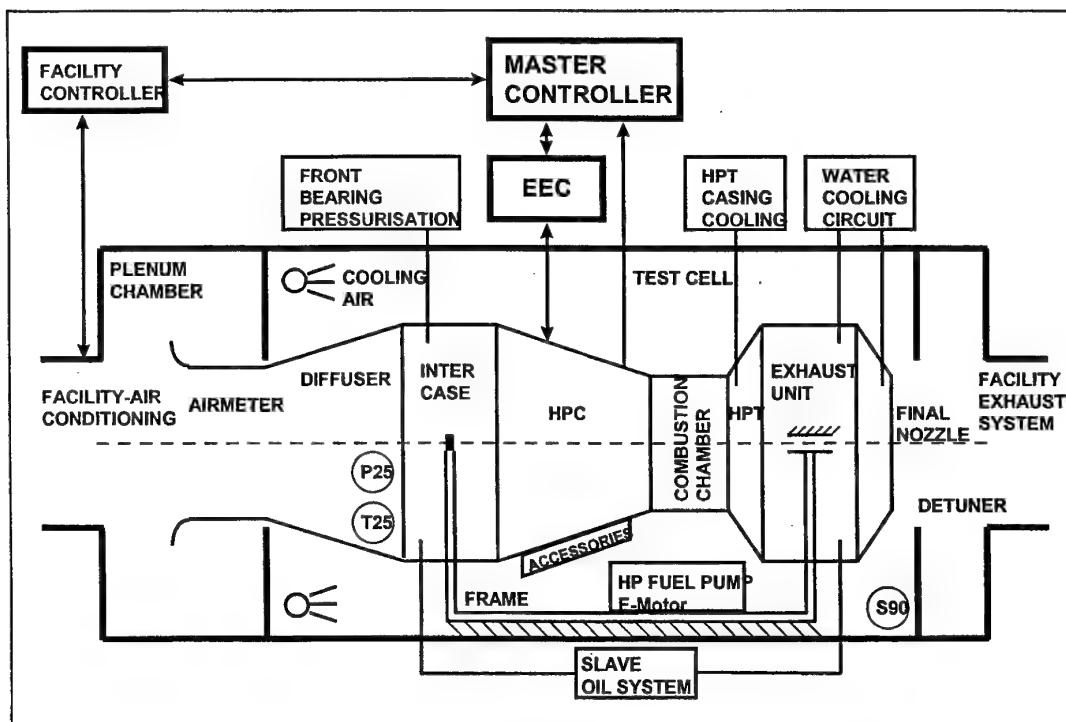 FACILITY
CONTROLLER
MASTER
CONTROLLER
FRONT
BEARING
PRESSURISATION
EEC
HPT
CASING
COOLING
WATER
COOLING
CIRCUIT
PLENUM
CHAMBER
COOLING
AIR
TEST CELL
FACILITY-AIR
CONDITIONING
AIRMETER
DIFFUSER
INTER
CASE
HPC
COMBUSTION
CHAMBER
HPT
EXHAUST
UNIT
FINAL
NOZZLE
FACILITY
EXHAUST
SYSTEM
P25
T25
ACCESSORIES
DETUNER
FRAME
HP FUEL PUMP
E-Motor
S90
SLAVE
OIL SYSTEM